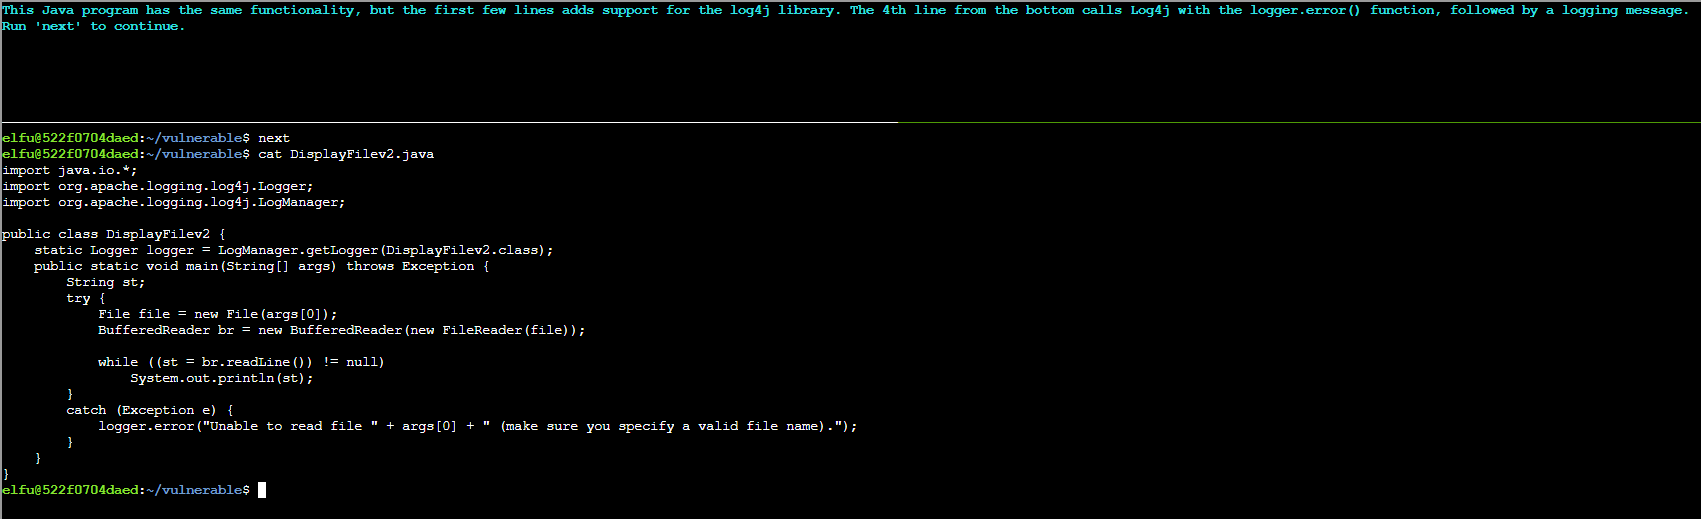 This Java program has the same functionality, but the first few lines adds support for the log4j library. The 4th line from the bottom calls Log4j with the logger.error() function, followed by a logging message.
Run 'next' to continue.
elfu@522f0704daed:~/vulnerable$ next
elfu@522f0704daed:~/vulnerable$ cat DisplayFilev2.java
import java.io.*;
import org.apache.logging.log4j.Logger;
import org.apache.logging.log4j.LogManager;

public class DisplayFilev2 {
    static Logger logger = LogManager.getLogger(DisplayFilev2.class);
    public static void main(String[] args) throws Exception {
        String st;
        try {
            File file = new File(args[0]);
            BufferedReader br = new BufferedReader(new FileReader(file));

            while ((st = br.readLine()) != null)
                System.out.println(st);
        }
        catch (Exception e) {
            logger.error("Unable to read file " + args[0] + " (make sure you specify a valid file name).");
        }
    }
}
elfu@522f0704daed:~/vulnerable$